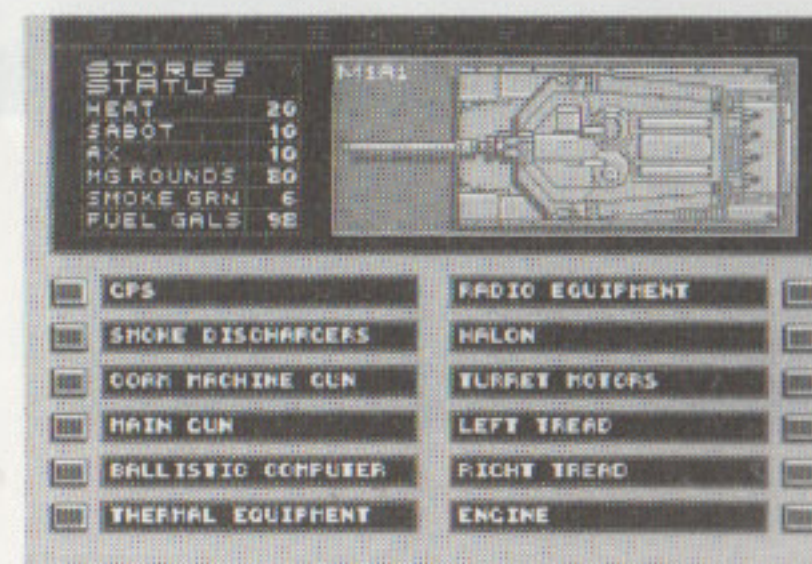 STORES
STATUS
HEAT 20
SABOT 10
AX 10
MG ROUNDS 80
SMOKE GRN 6
FUEL GALS 98
M1A1
CPS
SMOKE DISCHARGERS
COAX MACHINE GUN
MAIN GUN
BALLISTIC COMPUTER
THERMAL EQUIPMENT
RADIO EQUIPMENT
HALON
TURRET MOTORS
LEFT TREAD
RIGHT TREAD
ENGINE